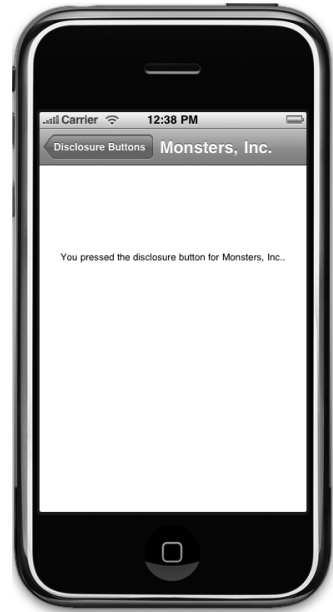 Carrier 12:38 PM
Disclosure Buttons Monsters, Inc.
You pressed the disclosure button for Monsters, Inc..